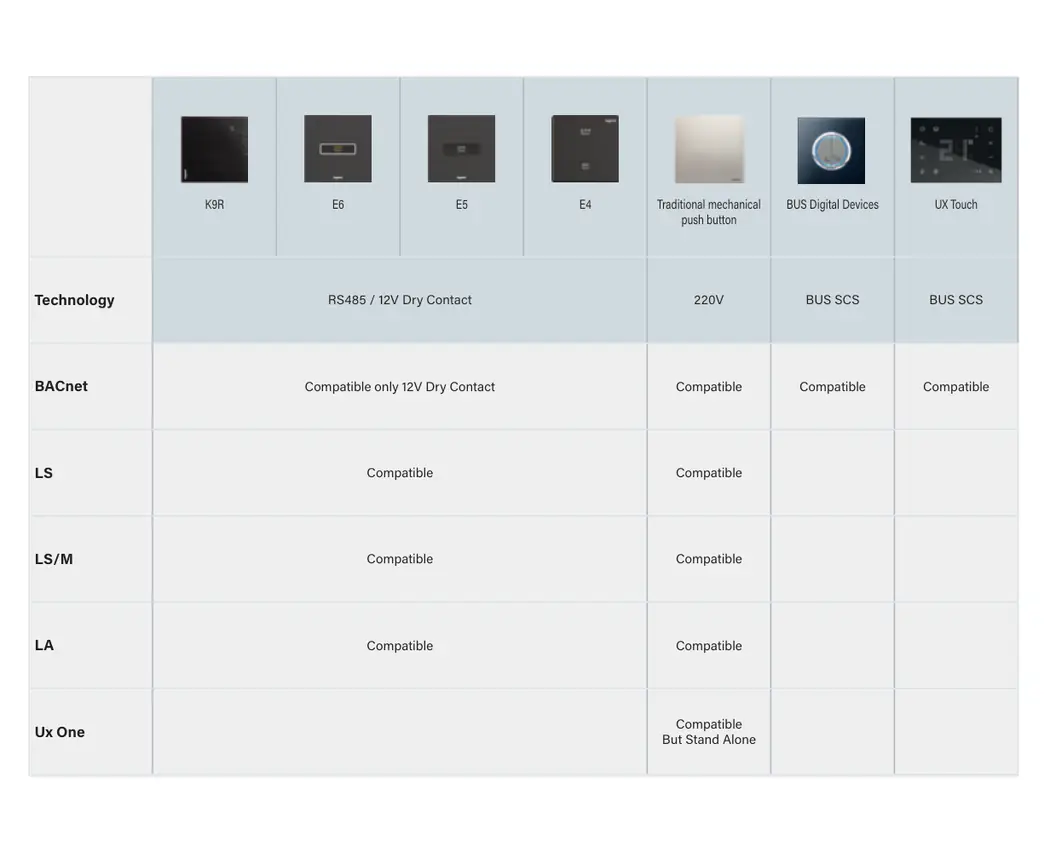 K9R
E6
E5
E4
Traditional mechanical
push button
BUS Digital Devices
UX Touch
Technology
RS485 / 12V Dry Contact
220V
BUS SCS
BUS SCS
BACnet
Compatible only 12V Dry Contact
Compatible
Compatible
Compatible
LS
Compatible
Compatible
LS/M
Compatible
Compatible
LA
Compatible
Compatible
Ux One
Compatible
But Stand Alone